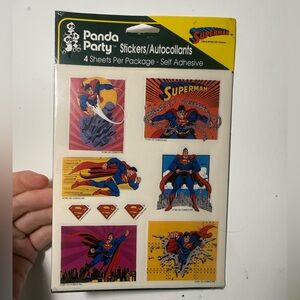 Panda
Party
Stickers/Autocollants
SUPERMAN
4 Sheets Per Package - Self Adhesive
SUPERMAN